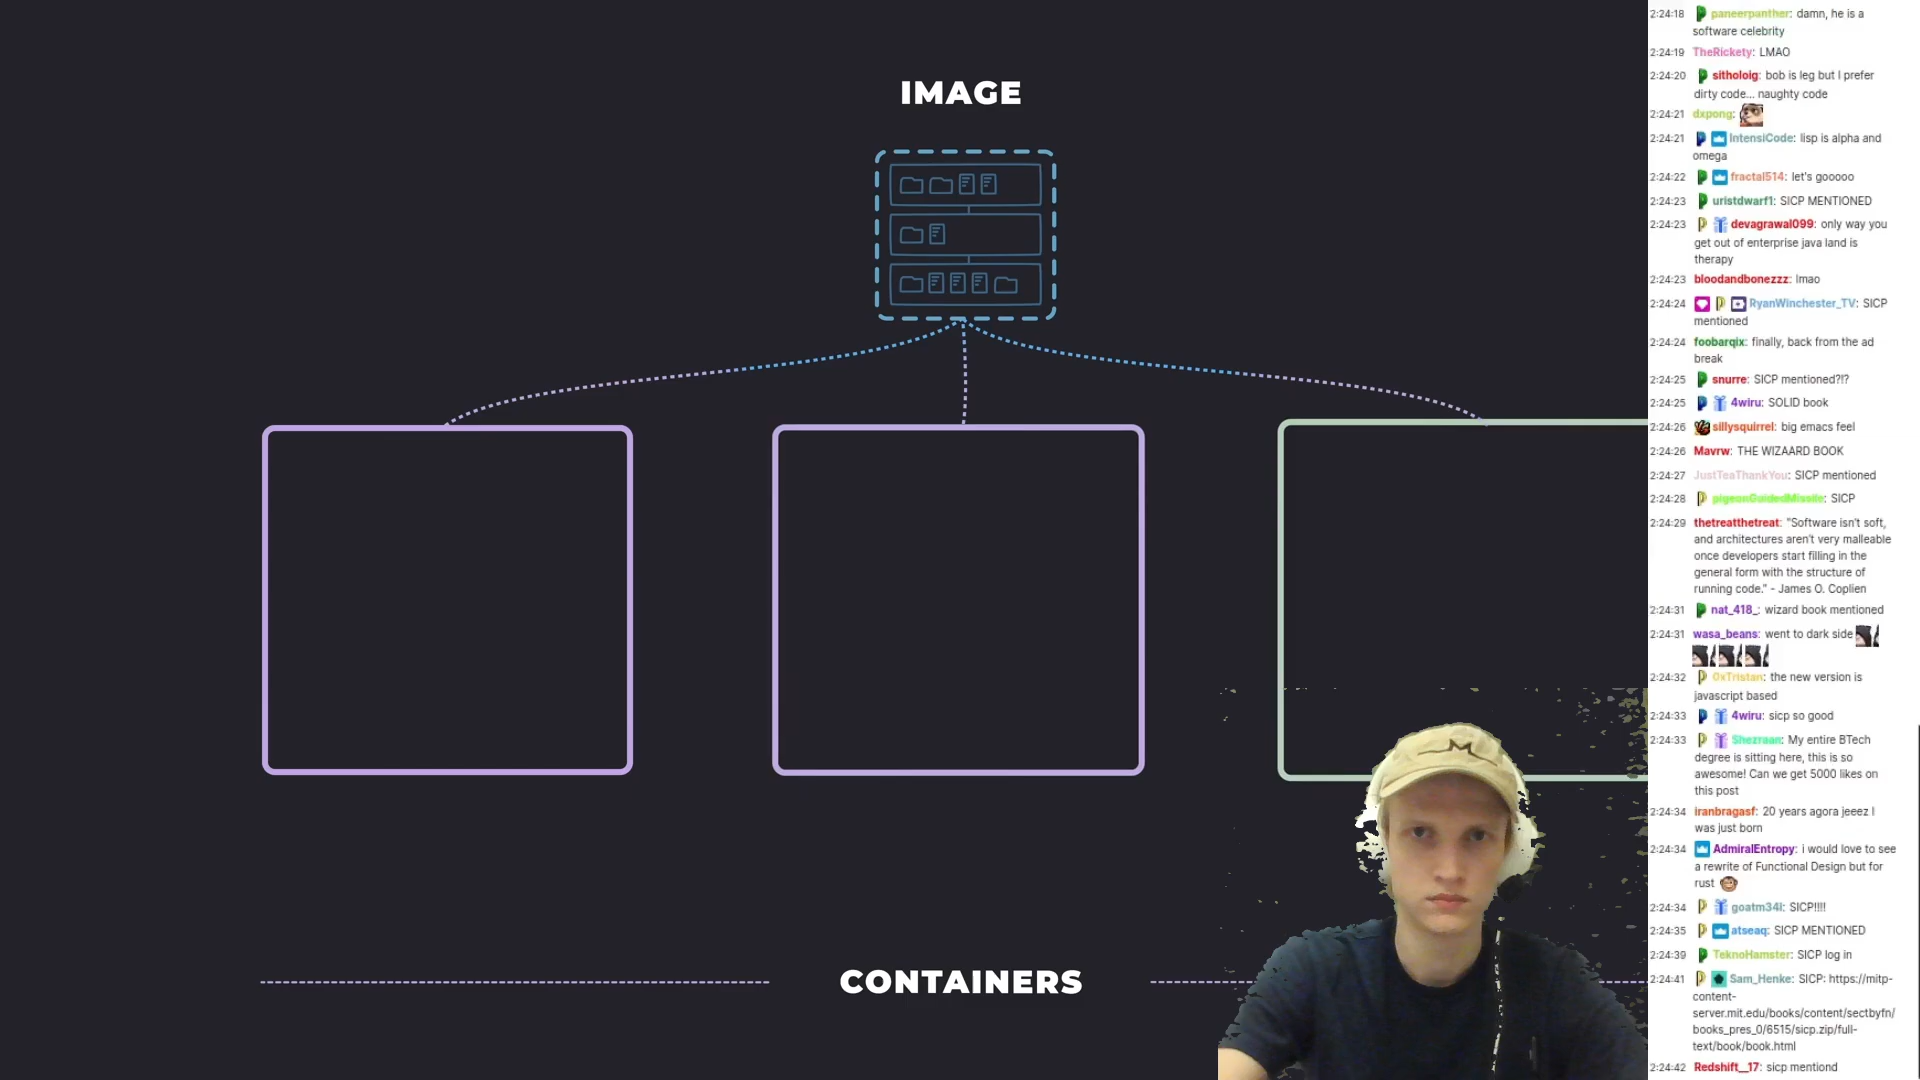 IMAGE
CONTAINERS
2:24:18 paneerpanther: damn, he is a
software celebrity
2:24:19 TheRickety: LMAO
2:24:20 sitholoig: bob is leg but I prefer
dirty code... naughty code
2:24:21 dxpong:
2:24:21 IntensiCode: lisp is alpha and
omega
2:24:22 fractal514: let's gooooo
2:24:23 uristdwarf1: SICP MENTIONED
2:24:23 devagrawal099: only way you
get out of enterprise java land is
therapy
2:24:23 bloodandbonezzz: lmao
2:24:24 RyanWinchester_TV: SICP
mentioned
2:24:24 foobarqix: finally, back from the ad
break
2:24:25 snurre: SICP mentioned?!?
2:24:25 4wiru: SOLID book
2:24:26 sillysquirrel: big emacs feel
2:24:26 Mavrw: THE WIZAARD BOOK
2:24:27 JustTeaThankYou: SICP mentioned
2:24:28 pigeonGuidedMissile: SICP
2:24:29 thetreatthetreat: "Software isn't soft,
and architectures aren't very malleable
once developers start filling in the
general form with the structure of
running code." - James O. Coplien
2:24:31 nat_418_: wizard book mentioned
2:24:31 wasa_beans: went to dark side
2:24:32 0xTristan: the new version is
javascript based
2:24:33 4wiru: sicp so good
2:24:33 Shezraan: My entire BTech
degree is sitting here, this is so
awesome! Can we get 5000 likes on
this post
2:24:34 iranbragasf: 20 years agora jeeez I
was just born
2:24:34 AdmiralEntropy: i would love to see
a rewrite of Functional Design but for
rust
2:24:34 goatm34l: SICP!!!!
2:24:35 atseaq: SICP MENTIONED
2:24:39 TeknoHamster: SICP log in
2:24:41 Sam_Henke: SICP: https://mitp-
content-
server.mit.edu/books/content/sectbyfn/
books_pres_0/6515/sicp.zip/full-
text/book/book.html
2:24:42 Redshift__17: sicp mentiond